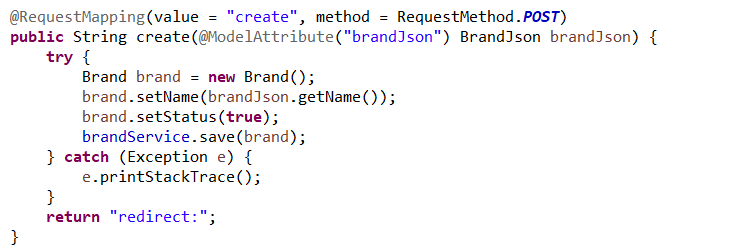 @RequestMapping(value = "create", method = RequestMethod.POST)
public String create(@ModelAttribute("brandJson") BrandJson brandJson) {
    try {
        Brand brand = new Brand();
        brand.setName(brandJson.getName());
        brand.setStatus(true);
        brandService.save(brand);
    } catch (Exception e) {
        e.printStackTrace();
    }
    return "redirect:";
}